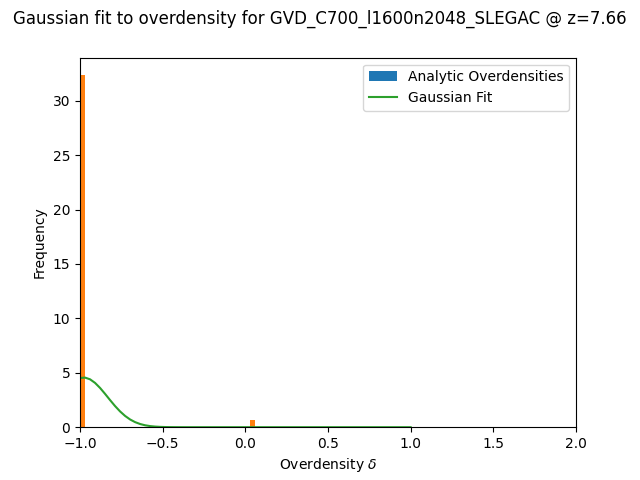 Gaussian fit to overdensity for GVD_C700_l1600n2048_SLEGAC @ z=7.66
Analytic Overdensities
Gaussian Fit
Frequency
30
25
20
15
10
5
0
−1.0 −0.5 0.0 0.5 1.0 1.5 2.0
Overdensity δ